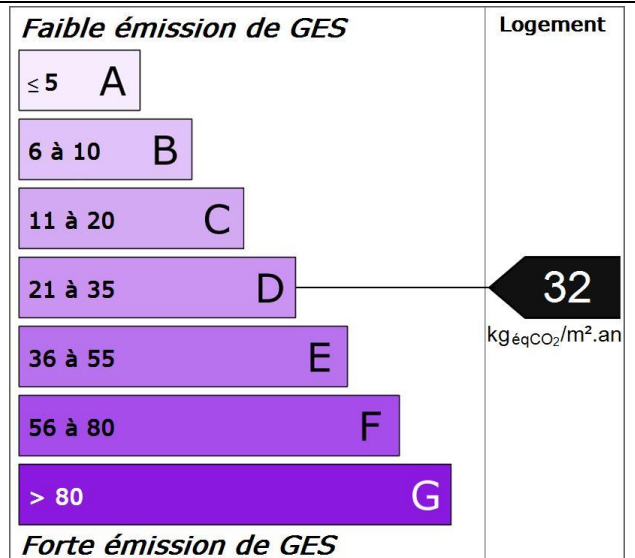 Faible émission de GES
Logement
≤ 5 A
6 à 10 B
11 à 20 C
21 à 35 D
32
kgéqCO₂/m².an
36 à 55 E
56 à 80 F
> 80 G
Forte émission de GES